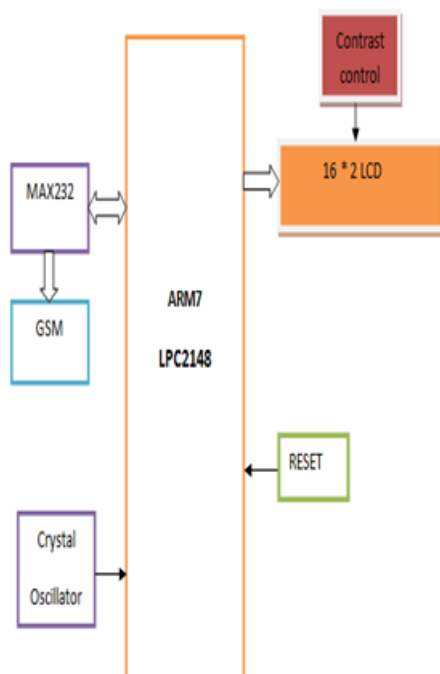 Contrast
control
16 * 2 LCD
MAX232
GSM
ARM7
LPC2148
RESET
Crystal
Oscillator